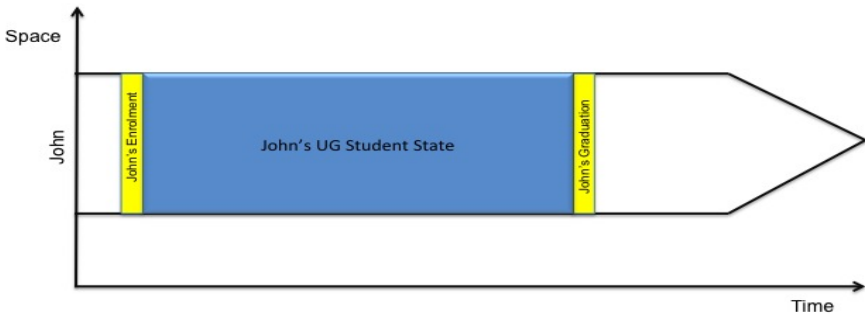 Space
John
John's Enrolment
John's UG Student State
John's Graduation
Time